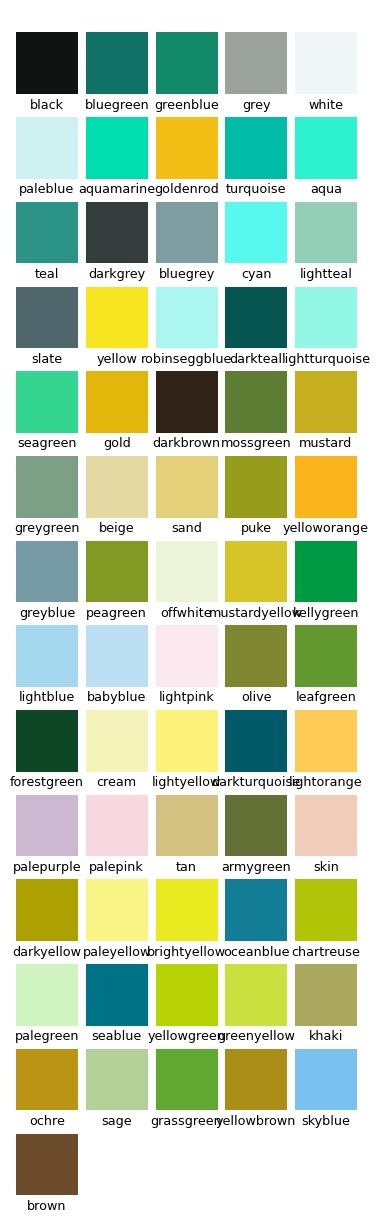 black bluegreen greenblue grey white
paleblue aquamarine goldenrod turquoise aqua
teal darkgrey bluegrey cyan lightteal
slate yellow robinseggblue darkteal lightturquoise
seagreen gold darkbrown mossgreen mustard
greygreen beige sand puke yelloworange
greyblue peagreen offwhite mustardyellow kellygreen
lightblue babyblue lightpink olive leafgreen
forestgreen cream lightyellow darkturquoise lightorange
palepurple palepink tan armygreen skin
darkyellow paleyellow brightyellow oceanblue chartreuse
palegreen seablue yellowgreen greenyellow khaki
ochre sage grassgreen yellowbrown skyblue
brown